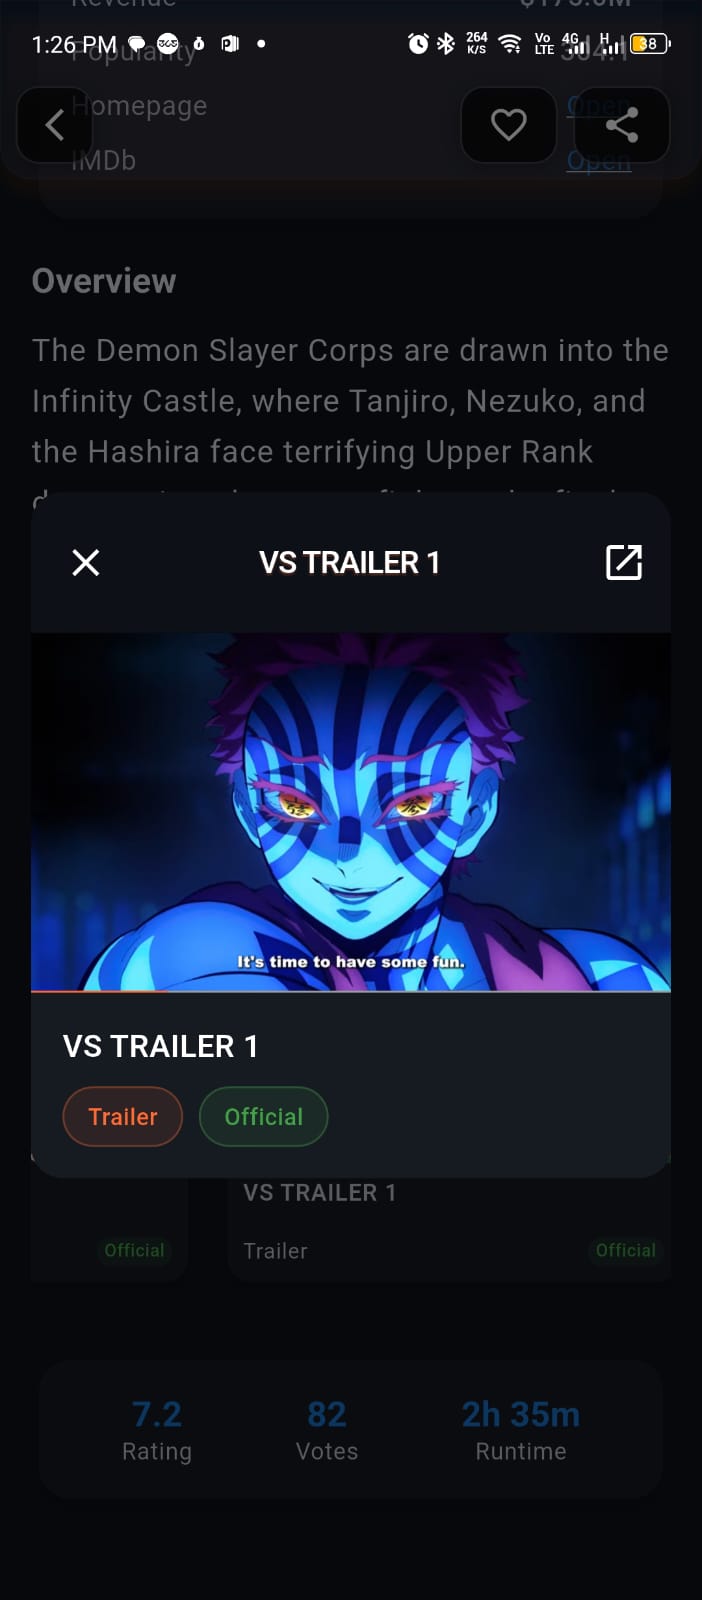 1:26 PM 365 264 K/S Vo LTE 4G H 38
Revenue $173.0M
Popularity 304.1
Homepage Open
IMDb Open
Overview
The Demon Slayer Corps are drawn into the
Infinity Castle, where Tanjiro, Nezuko, and
the Hashira face terrifying Upper Rank
VS TRAILER 1
It's time to have some fun.
VS TRAILER 1
Trailer Official
VS TRAILER 1
Official Trailer Official
7.2 82 2h 35m
Rating Votes Runtime